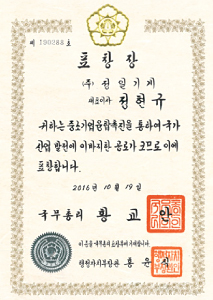 제 190288 호
표창장
(주) 진일기계
대표이사 정현규
귀하는 중소기업융합촉진을 통하여 국가
산업 발전에 이바지한 공로가 크므로 이에
표창합니다.
2016년 10월 19일
국무총리 황교안
이 증을 국무총리 표창부에 기입합니다.
행정자치부장관 홍윤식